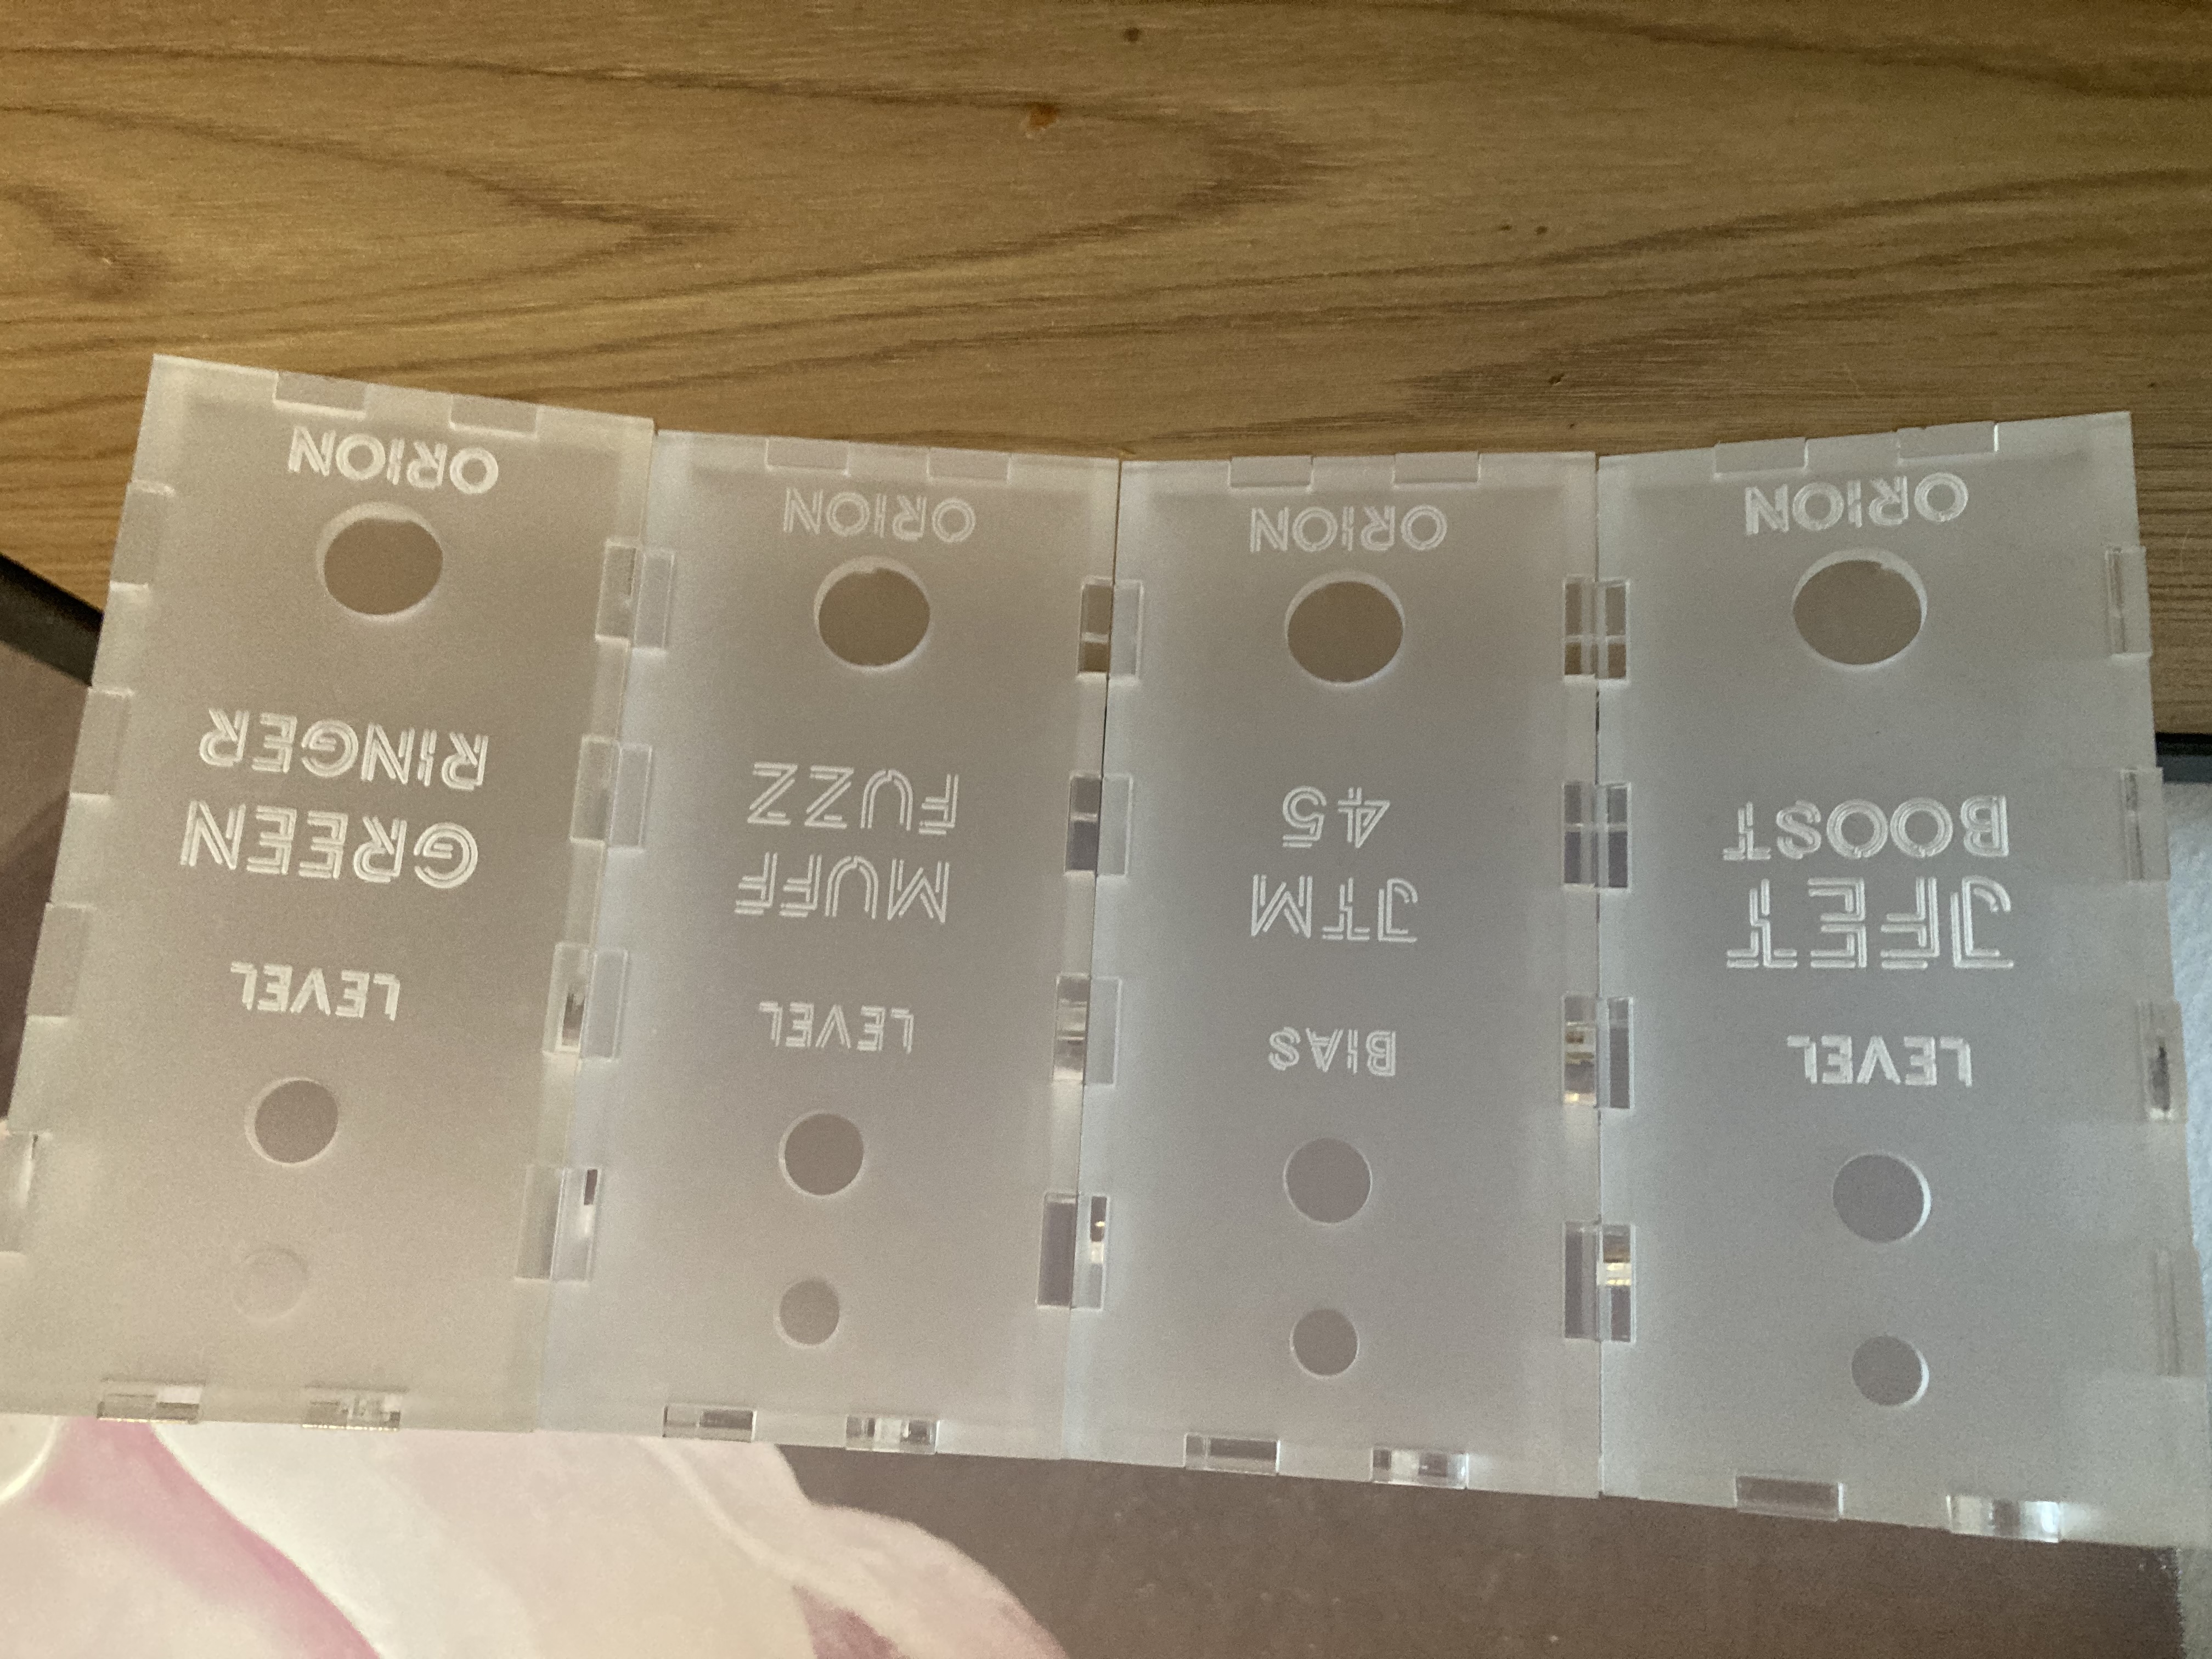 LEVEL
JFET
BOOST
ORION
BIAS
JTM
45
ORION
LEVEL
MUFF
FUZZ
ORION
LEVEL
GREEN
RINGER
ORION